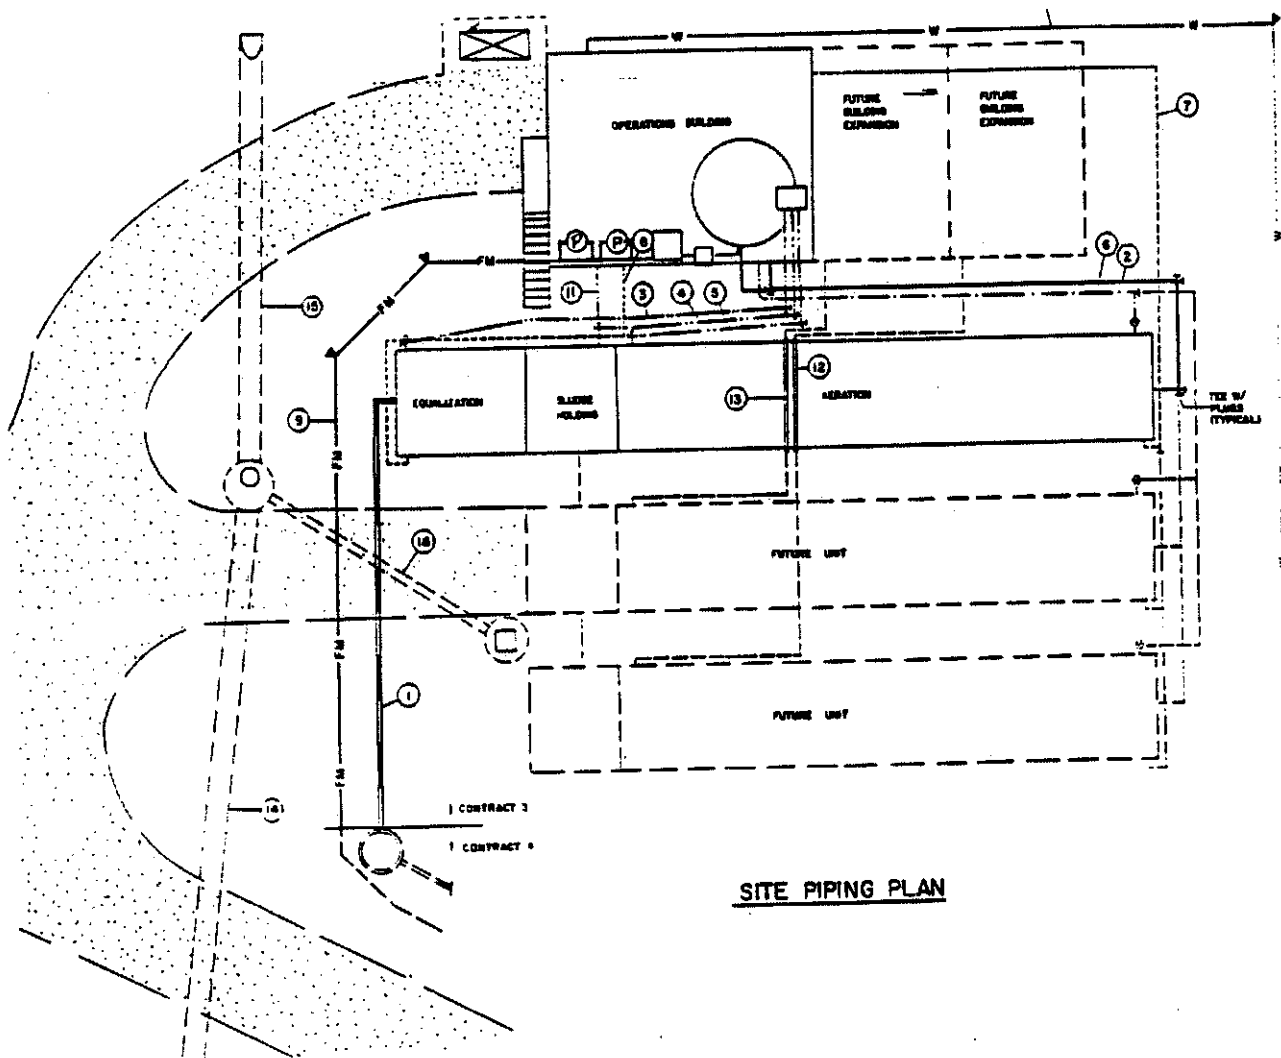 W
W
W
W
W
FUTURE
BUILDING
EXPANSION
FUTURE
BUILDING
EXPANSION
7
OPERATIONS BUILDING
P
P
8
FM
6
2
11
3
4
5
FM
15
12
13
EQUALIZATION
SLUDGE
HOLDING
AERATION
TEE W/
PLUGS
(TYPICAL)
9
FM
16
FUTURE UNIT
FM
1
FUTURE UNIT
FM
CONTRACT 3
CONTRACT
SITE PIPING PLAN